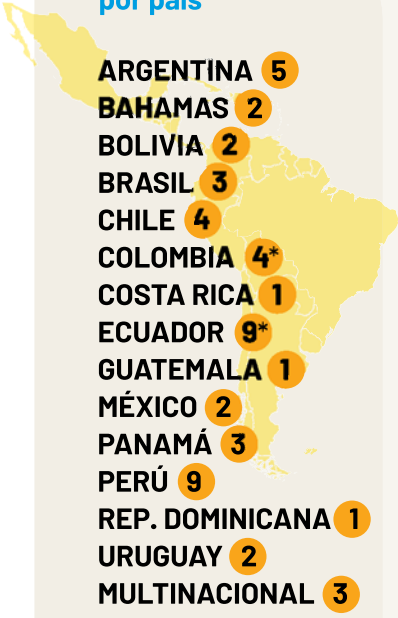 por país
ARGENTINA 5
BAHAMAS 2
BOLIVIA 2
BRASIL 3
CHILE 4
COLOMBIA 4*
COSTA RICA 1
ECUADOR 9*
GUATEMALA 1
MÉXICO 2
PANAMÁ 3
PERÚ 9
REP. DOMINICANA 1
URUGUAY 2
MULTINACIONAL 3